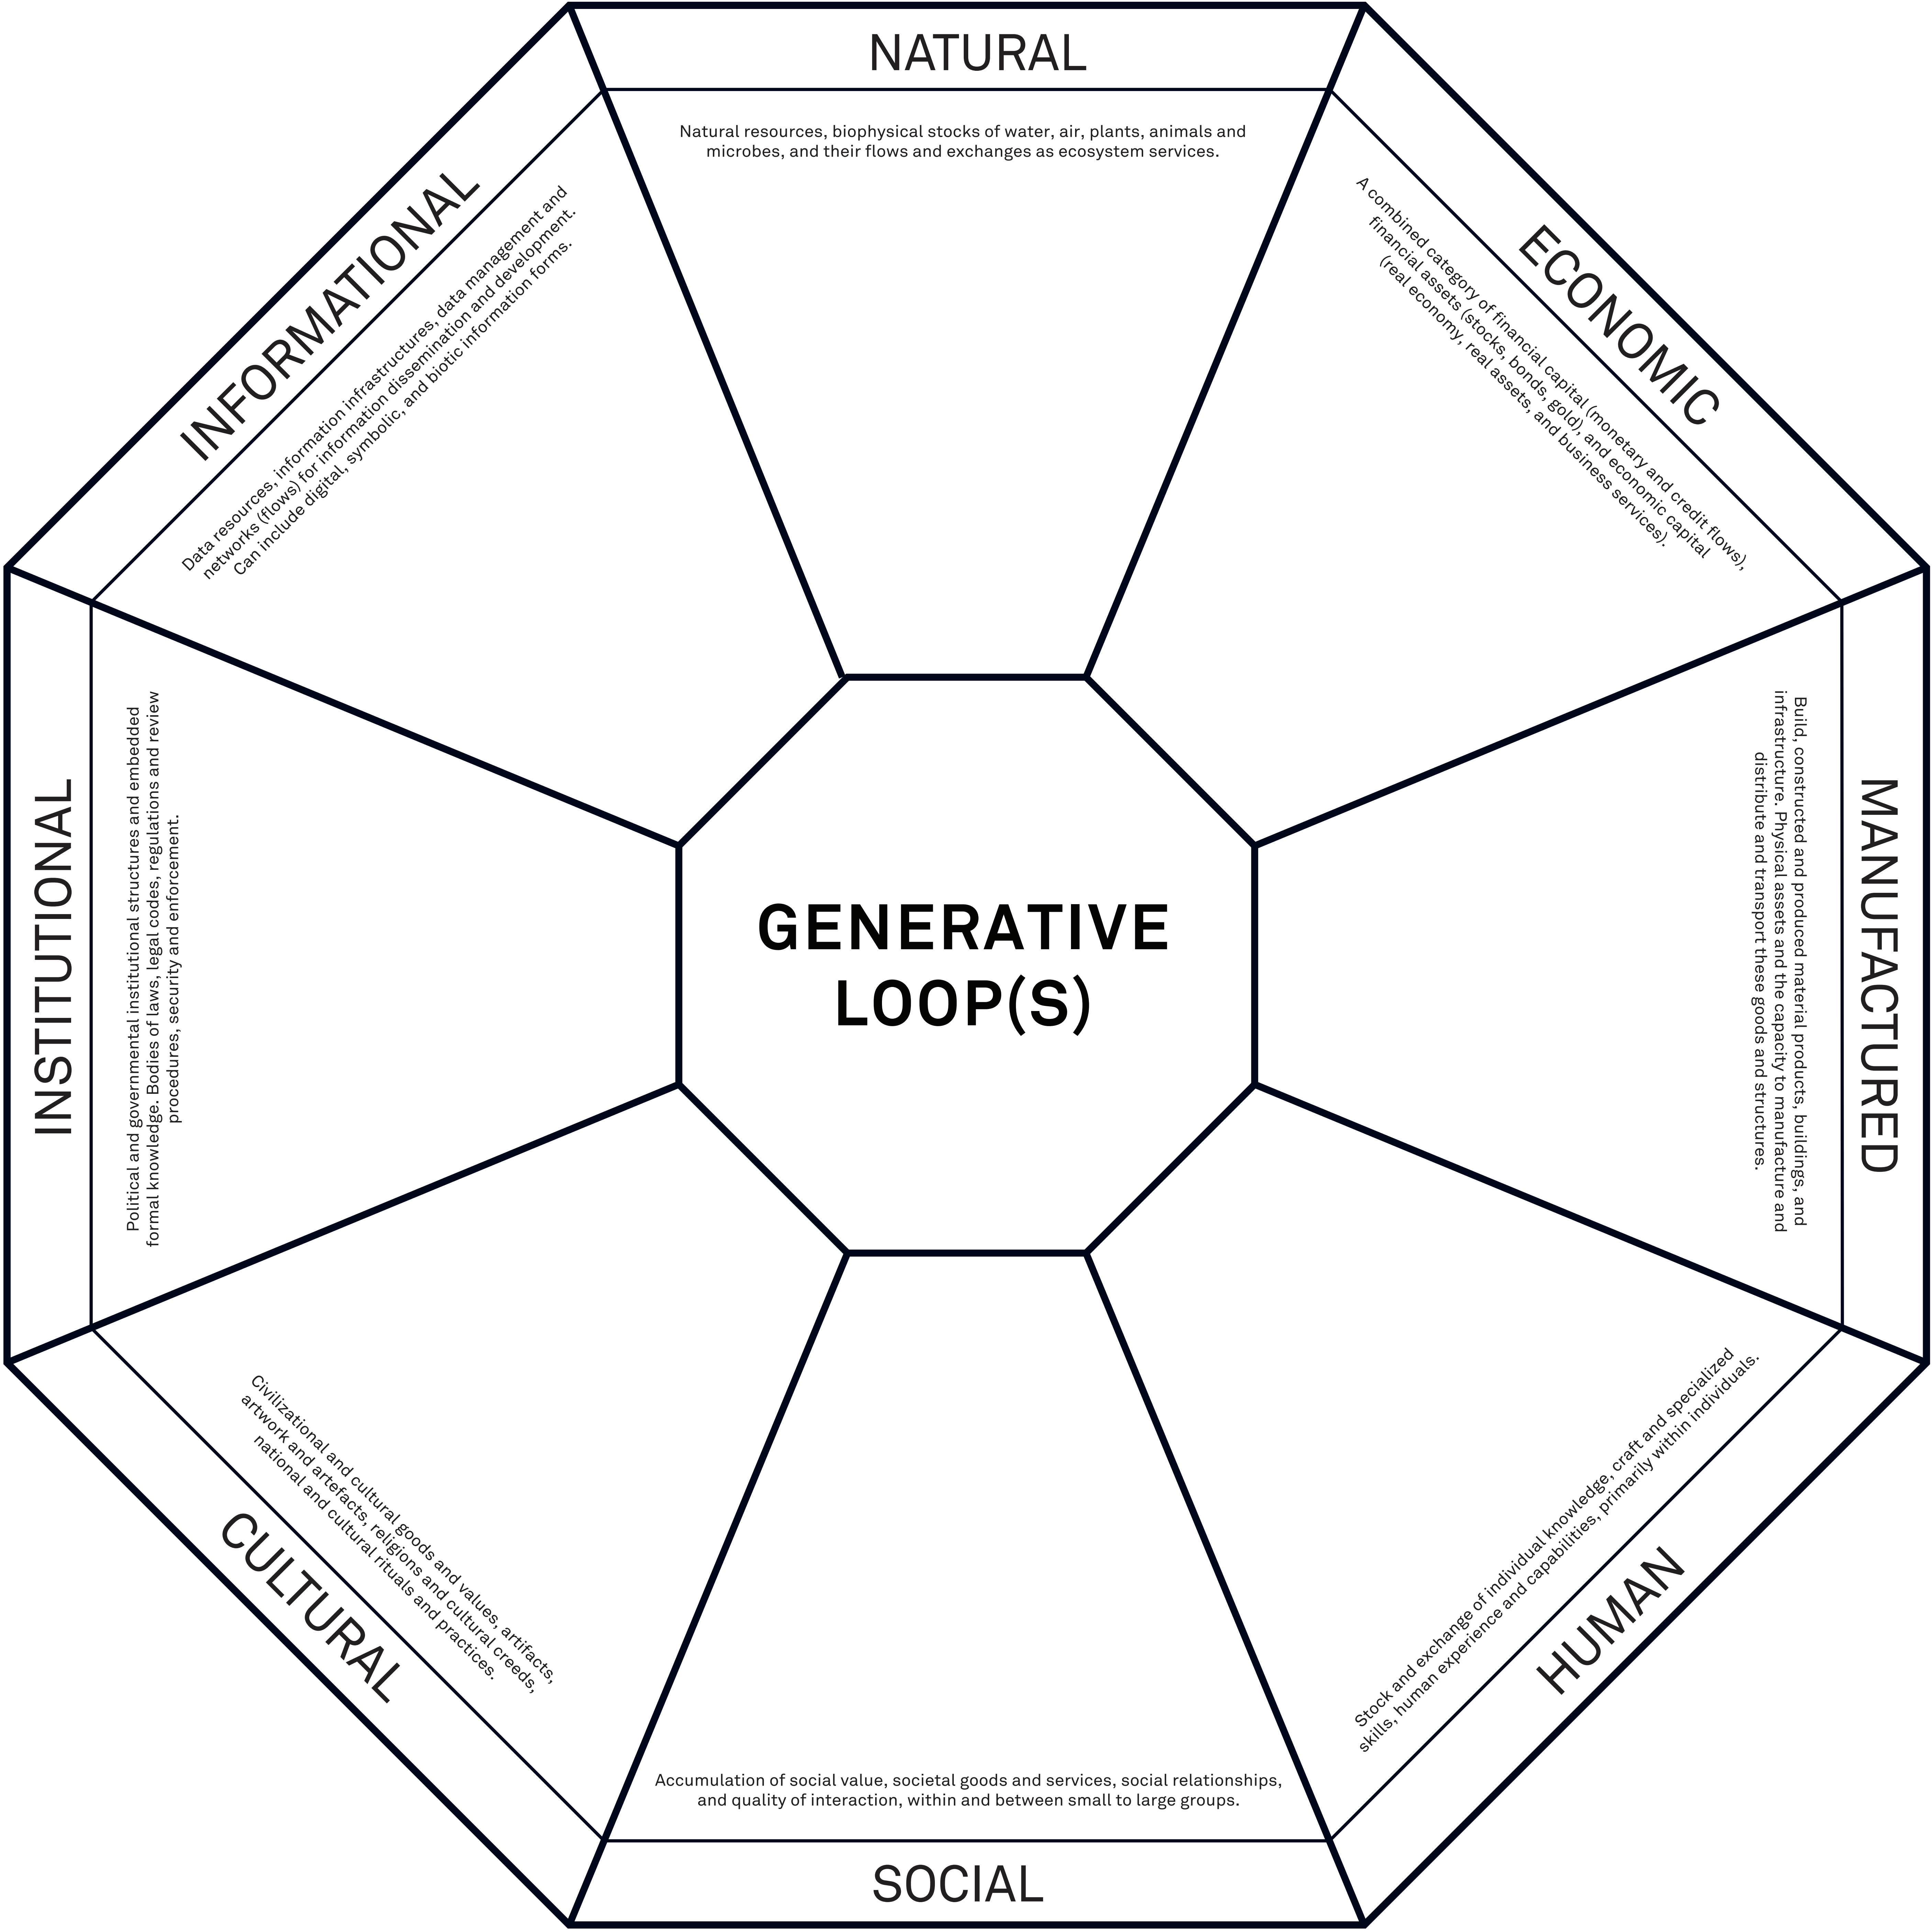 NATURAL
Natural resources, biophysical stocks of water, air, plants, animals and
microbes, and their flows and exchanges as ecosystem services.
ECONOMIC
A combined category of financial capital (monetary and credit flows),
financial assets (stocks, bonds, gold), and economic capital
(real economy, real assets, and business services).
MANUFACTURED
Build, constructed and produced material products, buildings, and
infrastructure. Physical assets and the capacity to manufacture and
distribute and transport these goods and structures.
HUMAN
Stock and exchange of individual knowledge, craft and specialized
skills, human experience and capabilities, primarily within individuals.
SOCIAL
Accumulation of social value, societal goods and services, social relationships,
and quality of interaction, within and between small to large groups.
CULTURAL
Civilizational and cultural goods and values, artifacts,
artwork and artefacts, religions and cultural creeds,
national and cultural rituals and practices.
INSTITUTIONAL
Political and governmental institutional structures and embedded
formal knowledge. Bodies of laws, legal codes, regulations and review
procedures, security and enforcement.
INFORMATIONAL
Data resources, information infrastructures, data management and
networks (flows) for information dissemination and development.
Can include digital, symbolic, and biotic information forms.
GENERATIVE
LOOP(S)